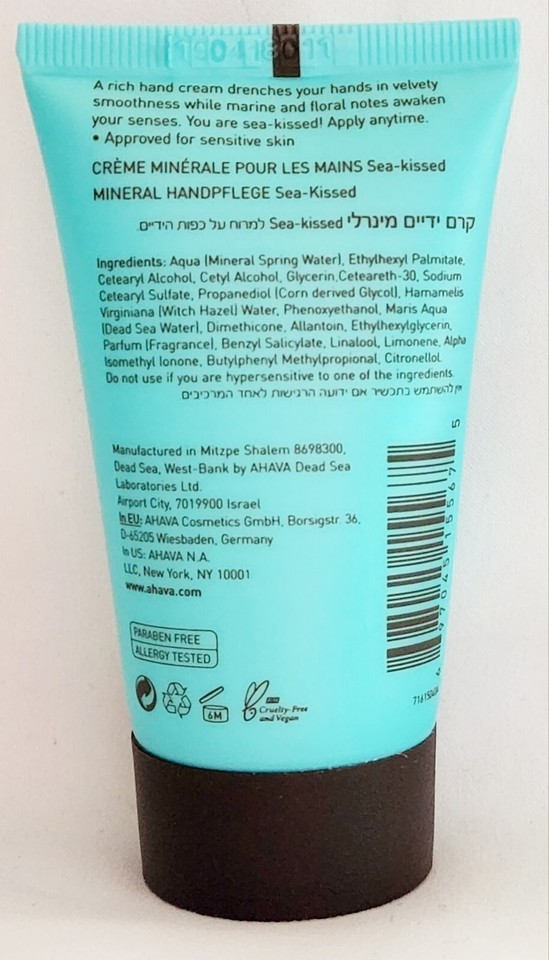 190418011
A rich hand cream drenches your hands in velvety
smoothness while marine and floral notes awaken
your senses. You are sea-kissed! Apply anytime.
• Approved for sensitive skin
CRÈME MINÉRALE POUR LES MAINS Sea-kissed
MINERAL HANDPFLEGE Sea-Kissed
קרם ידיים מינרלי Sea-kissed למרוח על כפות הידיים.
Ingredients: Aqua (Mineral Spring Water), Ethylhexyl Palmitate,
Cetearyl Alcohol, Cetyl Alcohol, Glycerin,Ceteareth-30, Sodium
Cetearyl Sulfate, Propanediol (Corn derived Glycol), Hamamelis
Virginiana (Witch Hazel) Water, Phenoxyethanol, Maris Aqua
(Dead Sea Water), Dimethicone, Allantoin, Ethylhexylglycerin,
Parfum (Fragrance), Benzyl Salicylate, Linalool, Limonene, Alpha
Isomethyl Ionone, Butylphenyl Methylpropional, Citronellol.
Do not use if you are hypersensitive to one of the ingredients.
אין להשתמש בתכשיר אם ידועה הרגישות לאחד המרכיבים
Manufactured in Mitzpe Shalem 8698300,
Dead Sea, West-Bank by AHAVA Dead Sea
Laboratories Ltd.
Airport City, 7019900 Israel
In EU: AHAVA Cosmetics GmbH, Borsigstr. 36,
D-65205 Wiesbaden, Germany
In US: AHAVA N.A.
LLC, New York, NY 10001
www.ahava.com
PARABEN FREE
ALLERGY TESTED
6M
Cruelty-Free
and Vegan